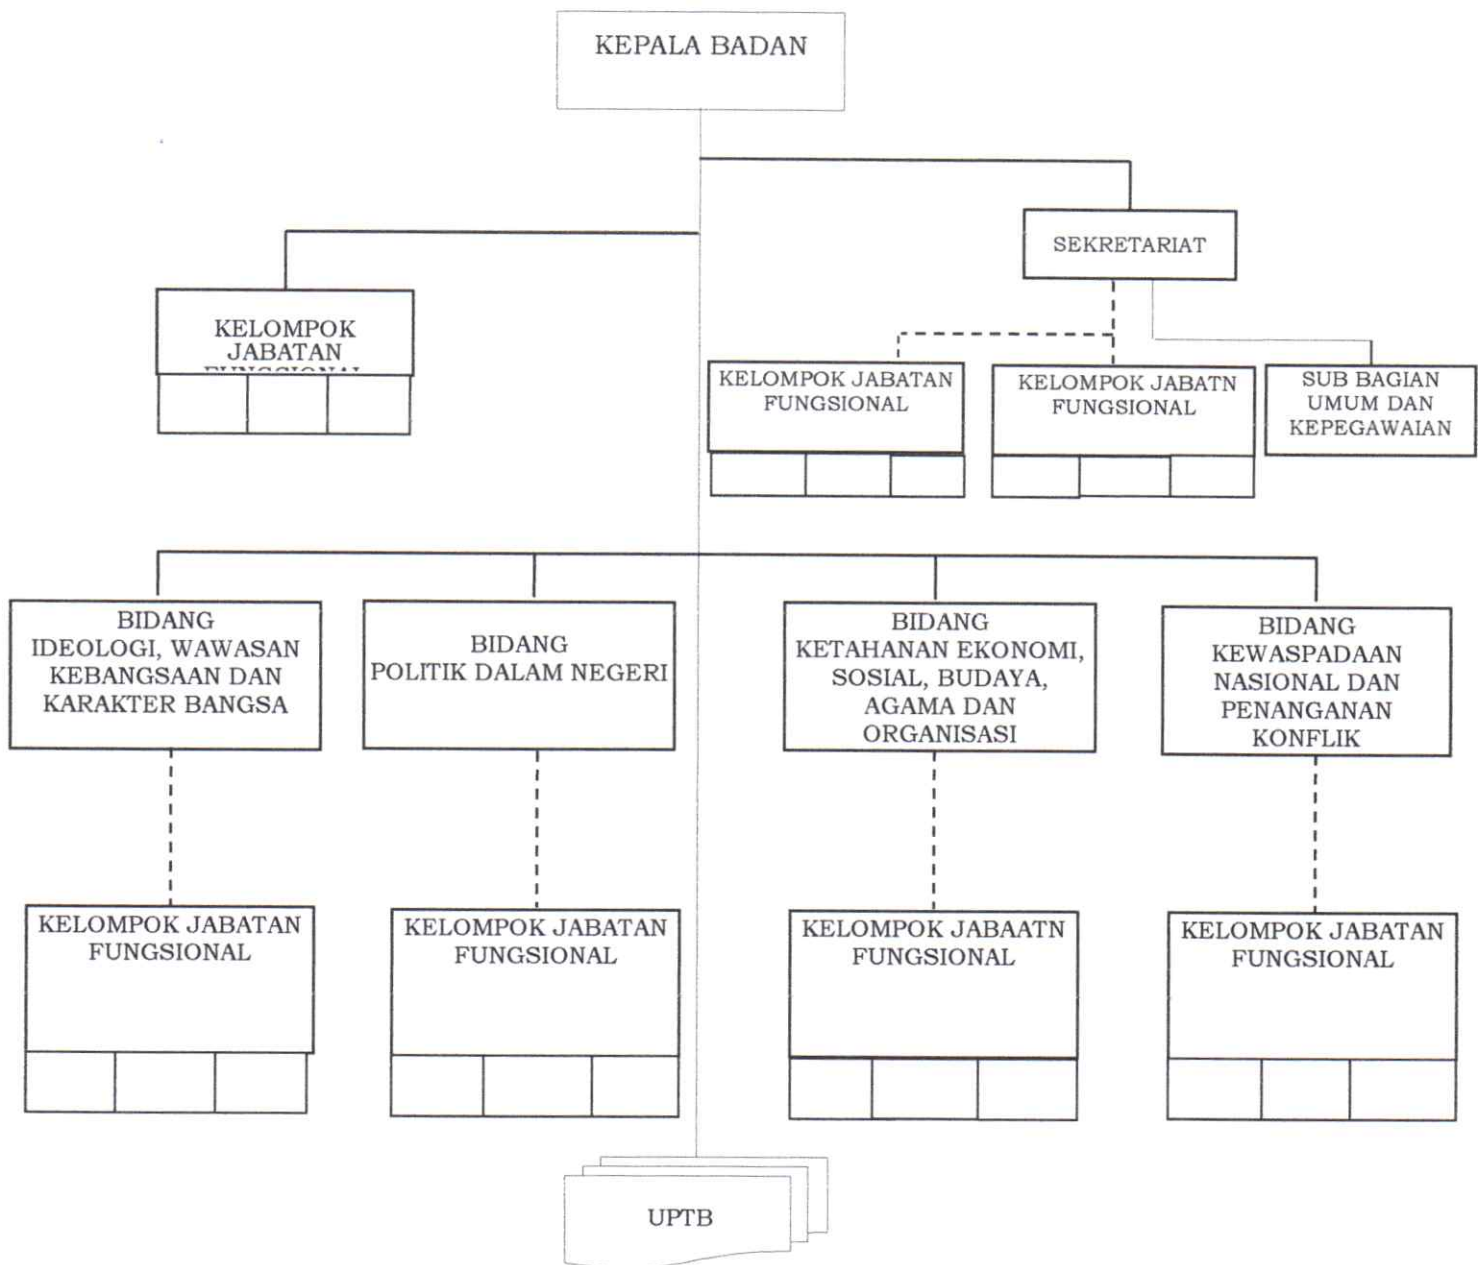 KEPALA BADAN
SEKRETARIAT
KELOMPOK
JABATAN
FUNGSIONAL
KELOMPOK JABATAN
FUNGSIONAL
KELOMPOK JABATN
FUNGSIONAL
SUB BAGIAN
UMUM DAN
KEPEGAWAIAN
BIDANG
IDEOLOGI, WAWASAN
KEBANGSAAN DAN
KARAKTER BANGSA
BIDANG
POLITIK DALAM NEGERI
BIDANG
KETAHANAN EKONOMI,
SOSIAL, BUDAYA,
AGAMA DAN
ORGANISASI
BIDANG
KEWASPADAAN
NASIONAL DAN
PENANGANAN
KONFLIK
KELOMPOK JABATAN
FUNGSIONAL
KELOMPOK JABATAN
FUNGSIONAL
KELOMPOK JABAATN
FUNGSIONAL
KELOMPOK JABATAN
FUNGSIONAL
UPTB